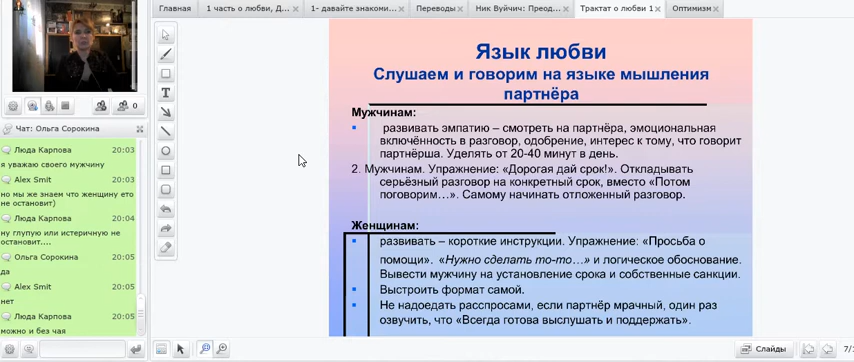 Главная
1 часть о любви, Д...
1- давайте знакоми...
Переводы
Ник Вуйчич: Преод...
Трактат о любви 1
Оптимизм
0
Чат: Ольга Сорокина
Люда Карпова 20:03
я уважаю своего мужчину
Alex Smit 20:03
но мы же знаем что женщину ето
не остановит)
Люда Карпова 20:04
ну глупую или истеричную не
остановит....
Ольга Сорокина 20:05
да
Alex Smit 20:05
нет
Люда Карпова 20:05
можно и без чая
Язык любви
Слушаем и говорим на языке мышления
партнёра
Мужчинам:
развивать эмпатию – смотреть на партнёра, эмоциональная
включённость в разговор, одобрение, интерес к тому, что говорит
партнёрша. Уделять от 20-40 минут в день.
2. Мужчинам. Упражнение: «Дорогая дай срок!». Откладывать
серьёзный разговор на конкретный срок, вместо «Потом
поговорим…». Самому начинать отложенный разговор.
Женщинам:
развивать – короткие инструкции. Упражнение: «Просьба о
помощи». «Нужно сделать то-то…» и логическое обоснование.
Вывести мужчину на установление срока и собственные санкции.
Выстроить формат самой.
Не надоедать расспросами, если партнёр мрачный, один раз
озвучить, что «Всегда готова выслушать и поддержать».
Слайды